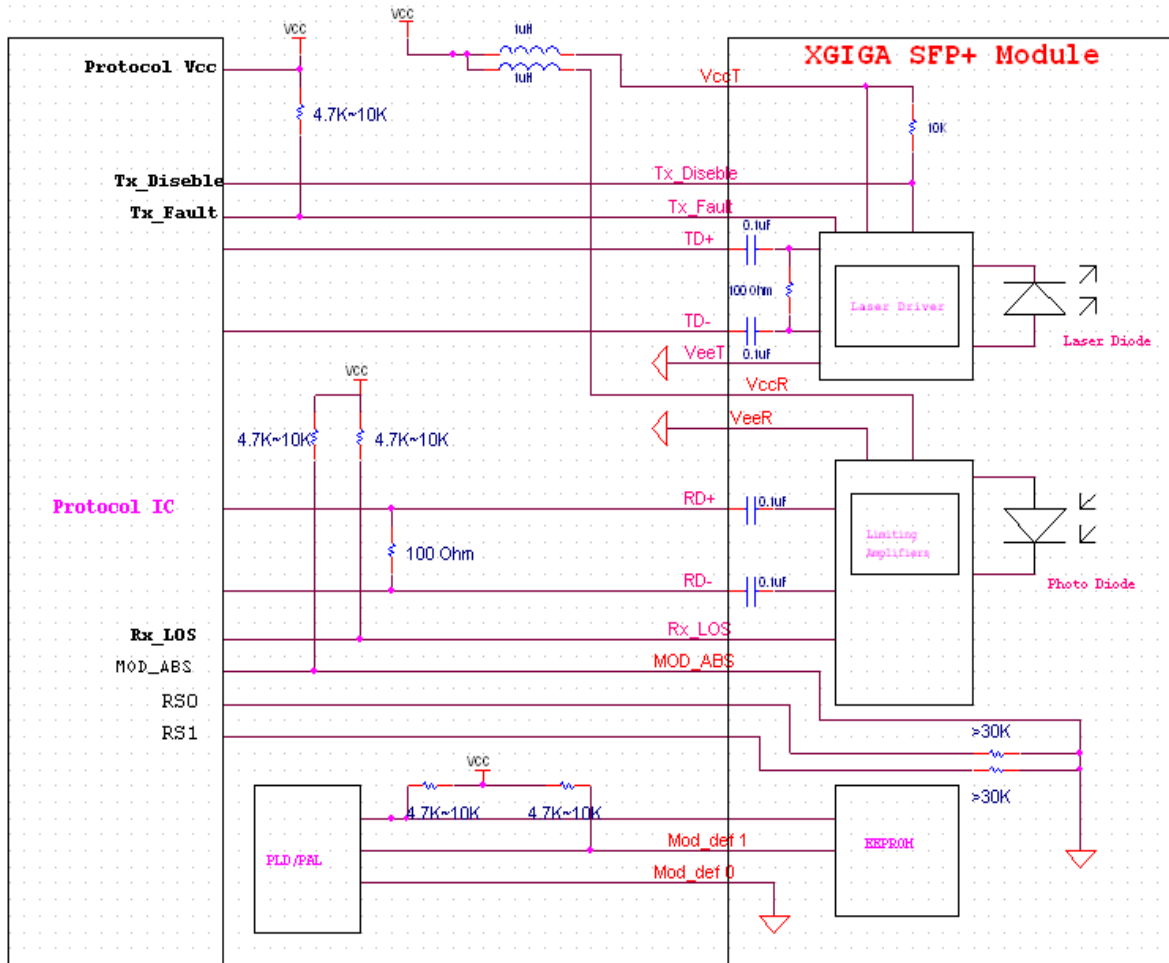 VCC
VCC
1uH
1uH
XGIGA SFP+ Module
Protocol Vcc
VccT
4.7K~10K
10K
Tx_Diseble
Tx_Diseble
Tx_Fault
Tx_Fault
0.1uf
TD+
100 Ohm
Laser Driver
TD-
Laser Diode
VeeT
0.1uf
VCC
VccR
VeeR
4.7K~10K
4.7K~10K
Protocol IC
RD+
0.1uf
Limiting
Amplifiers
100 Ohm
RD-
0.1uf
Photo Diode
Rx_LOS
Rx_LOS
MOD_ABS
MOD_ABS
RS0
RS1
>30K
VCC
>30K
4.7K~10K
4.7K~10K
Mod_def 1
EEPROM
PLD/PAL
Mod_def 0